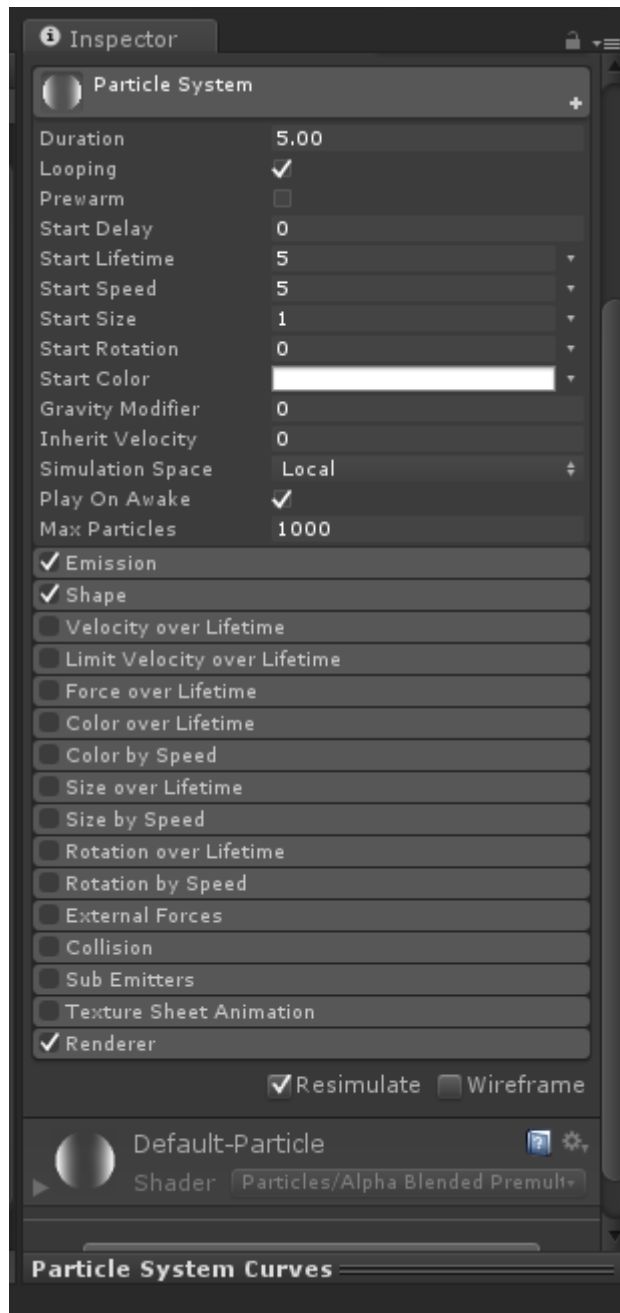 Inspector
Particle System
Duration 5.00
Looping
Prewarm
Start Delay 0
Start Lifetime 5
Start Speed 5
Start Size 1
Start Rotation 0
Start Color
Gravity Modifier 0
Inherit Velocity 0
Simulation Space Local
Play On Awake
Max Particles 1000
Emission
Shape
Velocity over Lifetime
Limit Velocity over Lifetime
Force over Lifetime
Color over Lifetime
Color by Speed
Size over Lifetime
Size by Speed
Rotation over Lifetime
Rotation by Speed
External Forces
Collision
Sub Emitters
Texture Sheet Animation
Renderer
Resimulate Wireframe
Default-Particle
Shader Particles/Alpha Blended Premult
Particle System Curves